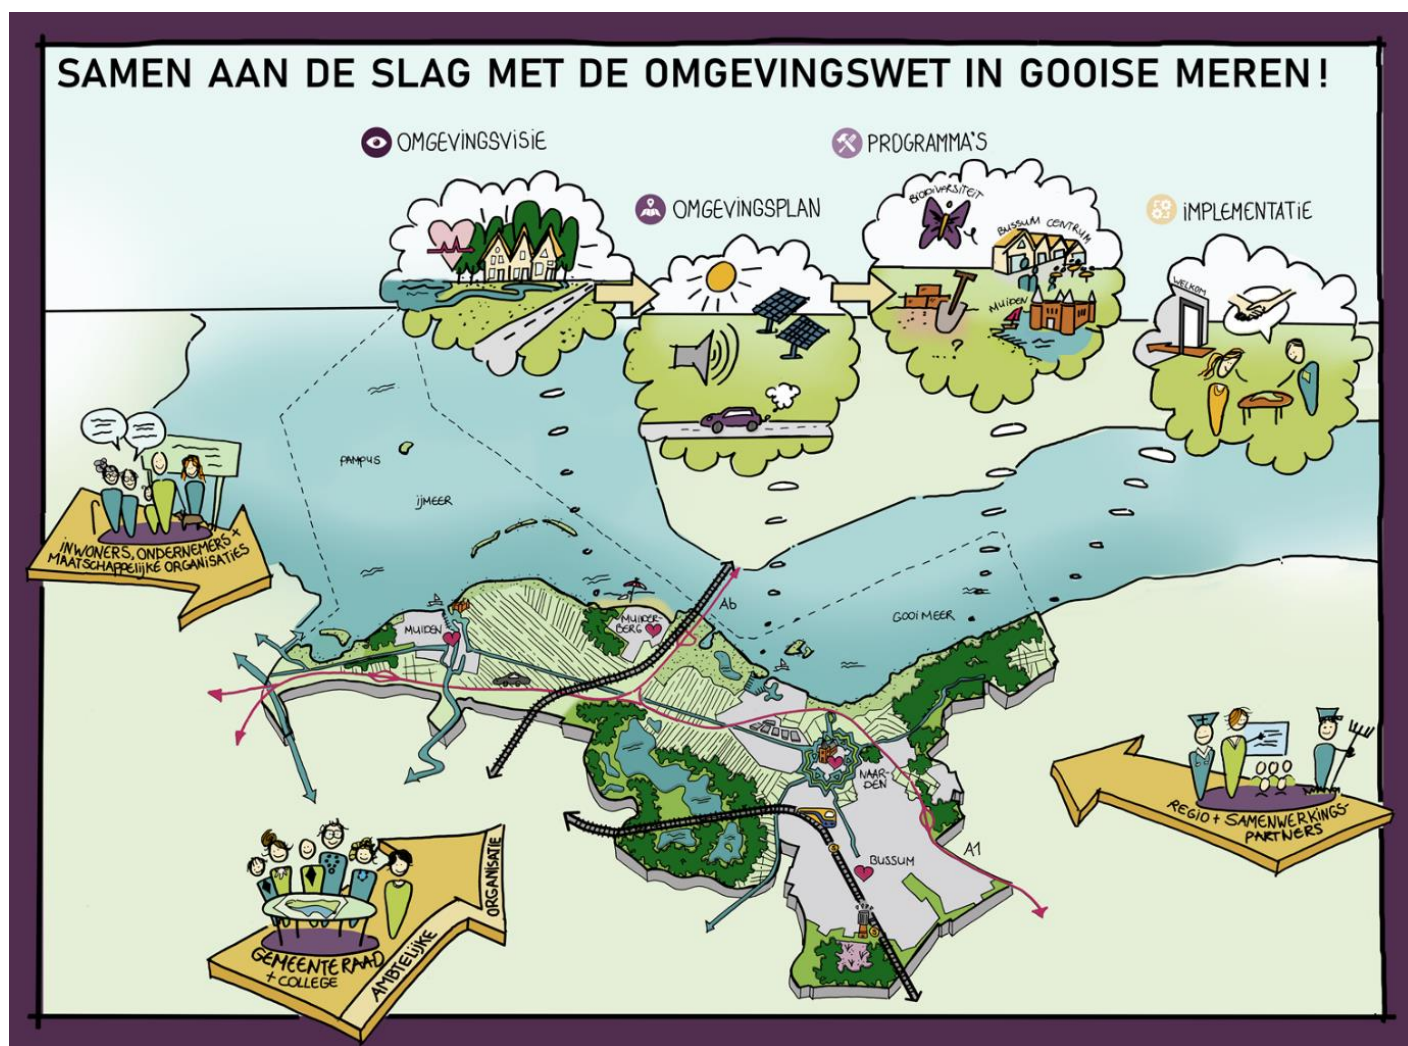 SAMEN AAN DE SLAG MET DE OMGEVINGSWET IN GOOISE MEREN!
OMGEVINGSVISIE
PROGRAMMA'S
OMGEVINGSPLAN
IMPLEMENTATIE
BIODIVERSITEIT
BUSSUM CENTRUM
MUIDEN
?
WELKOM
PAMPUS
IJMEER
INWONERS, ONDERNEMERS +
MAATSCHAPPELIJKE ORGANISATIES
A6
MUIDEN
MUIDER-
BERG
GOOIMEER
NAAR-
DEN
BUSSUM
A1
REGIO + SAMENWERKINGS-
PARTNERS
GEMEENTERAAD
+ COLLEGE
AMBTELIJKE
ORGANISATIE